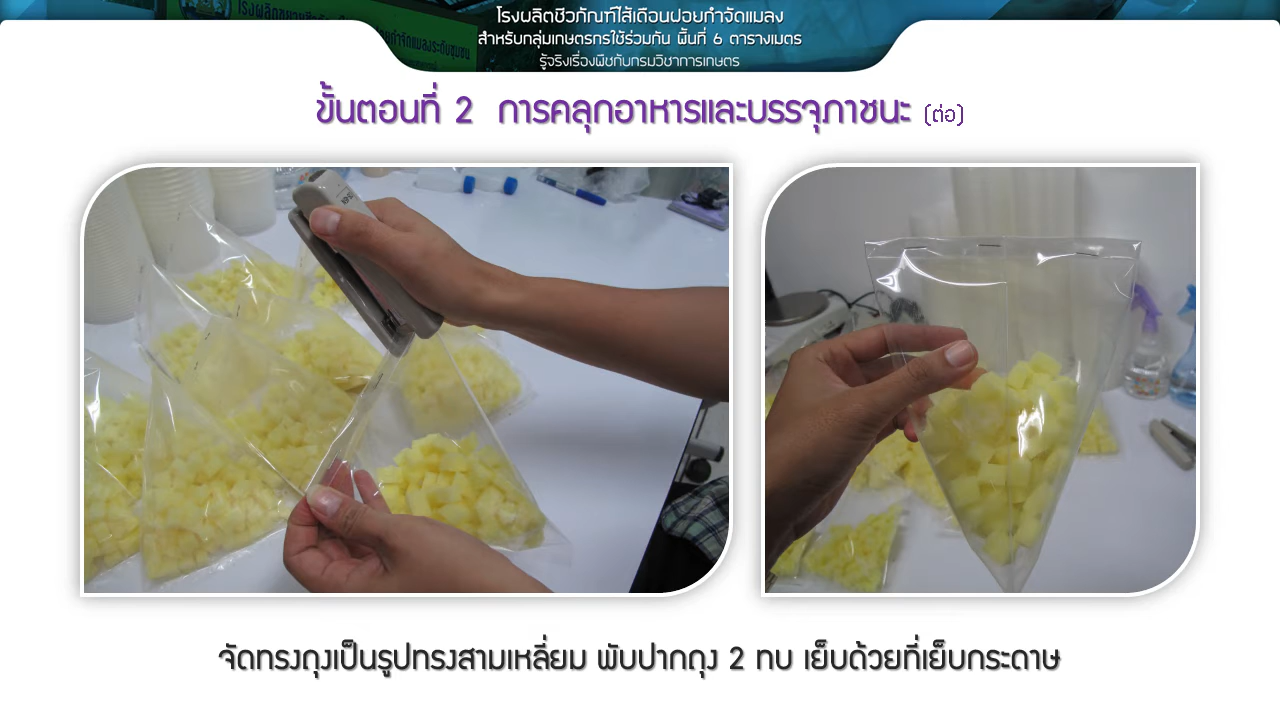 โรงผลิตชีวภัณฑ์ไส้เดือนฝอยกำจัดแมลง
สำหรับกลุ่มเกษตรกรใช้ร่วมกัน พื้นที่ 6 ตารางเมตร
รู้จริงเรื่องพืชกับกรมวิชาการเกษตร
ขั้นตอนที่ 2 การคลุกอาหารและบรรจุภาชนะ (ต่อ)
จัดทรงถุงเป็นรูปทรงสามเหลี่ยม พับปากถุง 2 ทบ เย็บด้วยที่เย็บกระดาษ